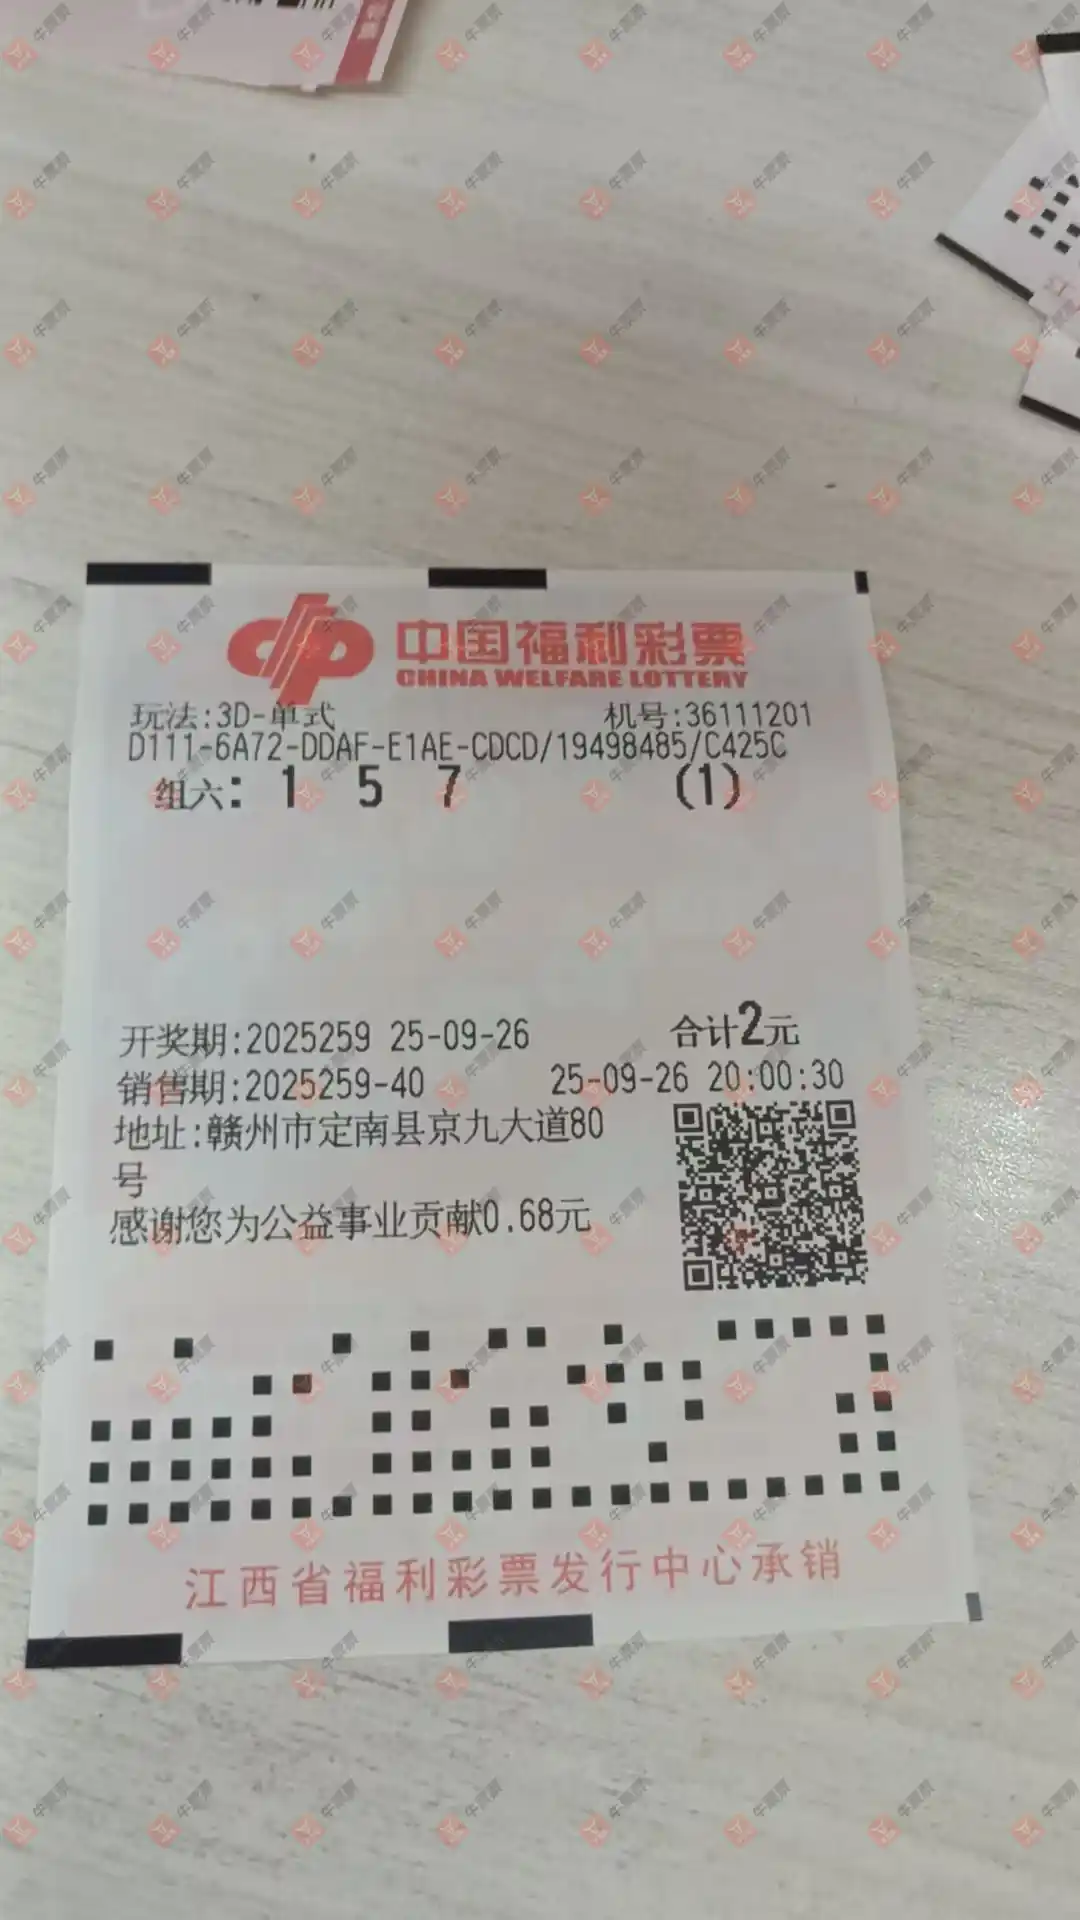 中国福利彩票
CHINA WELFARE LOTTERY
玩法:3D-单式 机号:36111201
D111-6A72-DDAF-E1AE-CDCD/19498485/C425C
组六: 1 5 7 (1)
开奖期:2025259 25-09-26 合计2元
销售期:2025259-40 25-09-26 20:00:30
地址:赣州市定南县京九大道80
号
感谢您为公益事业贡献0.68元
江西省福利彩票发行中心承销
牛票票